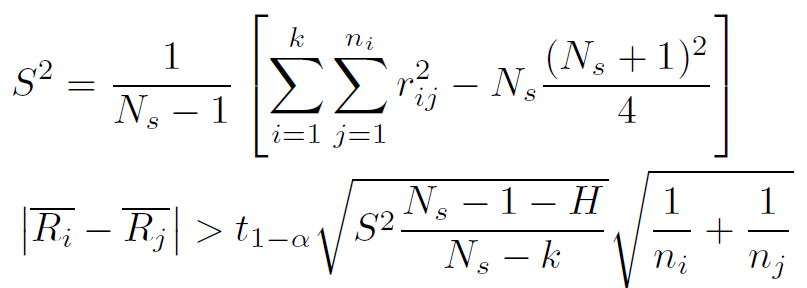 S² = \frac{1}{N_s - 1} \left[ \sum_{i=1}^{k} \sum_{j=1}^{n_i} r_{ij}^2 - N_s \frac{(N_s + 1)^2}{4} \right]
\left| \overline{R_i} - \overline{R_j} \right| > t_{1-\alpha} \sqrt{S^2 \frac{N_s - 1 - H}{N_s - k}} \sqrt{\frac{1}{n_i} + \frac{1}{n_j}}